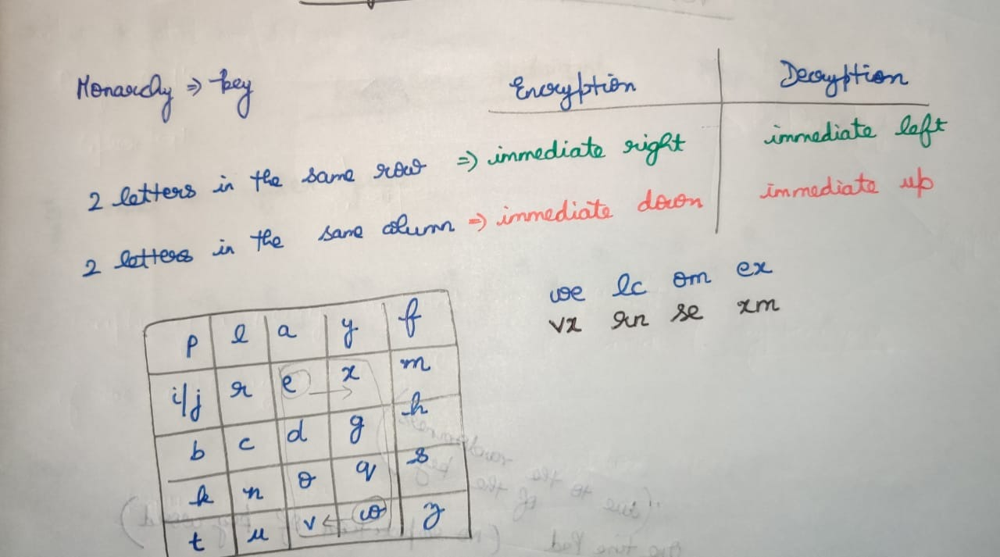 Monarchy ⇒ key
Encryption Decryption
2 letters in the same row ⇒ immediate right immediate left
2 letters in the same column ⇒ immediate down immediate up
we lc om ex
vx rn se xm
p l a y f
i/j r e x m
b c d g h
k n o q s
t u v w z